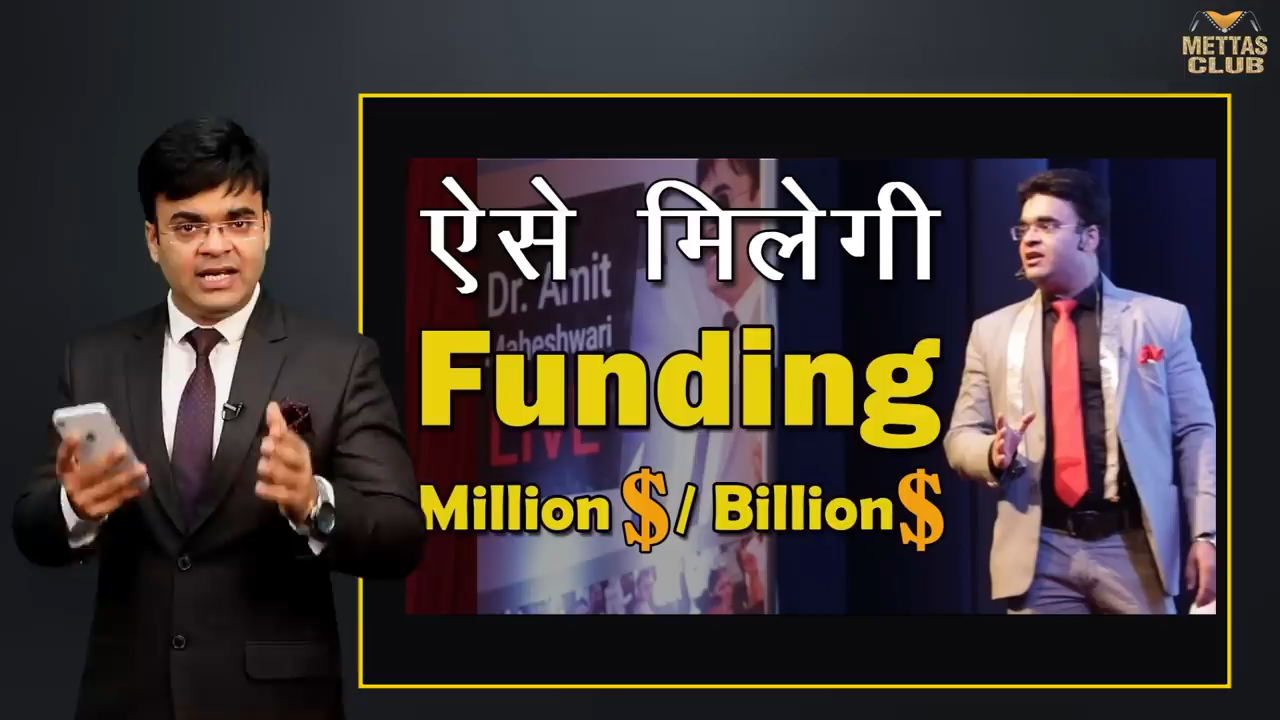 METTAS
CLUB
ऐसे मिलेगी
Dr. Amit
Maheshwari
Funding
LIVE
Million $ / Billion $